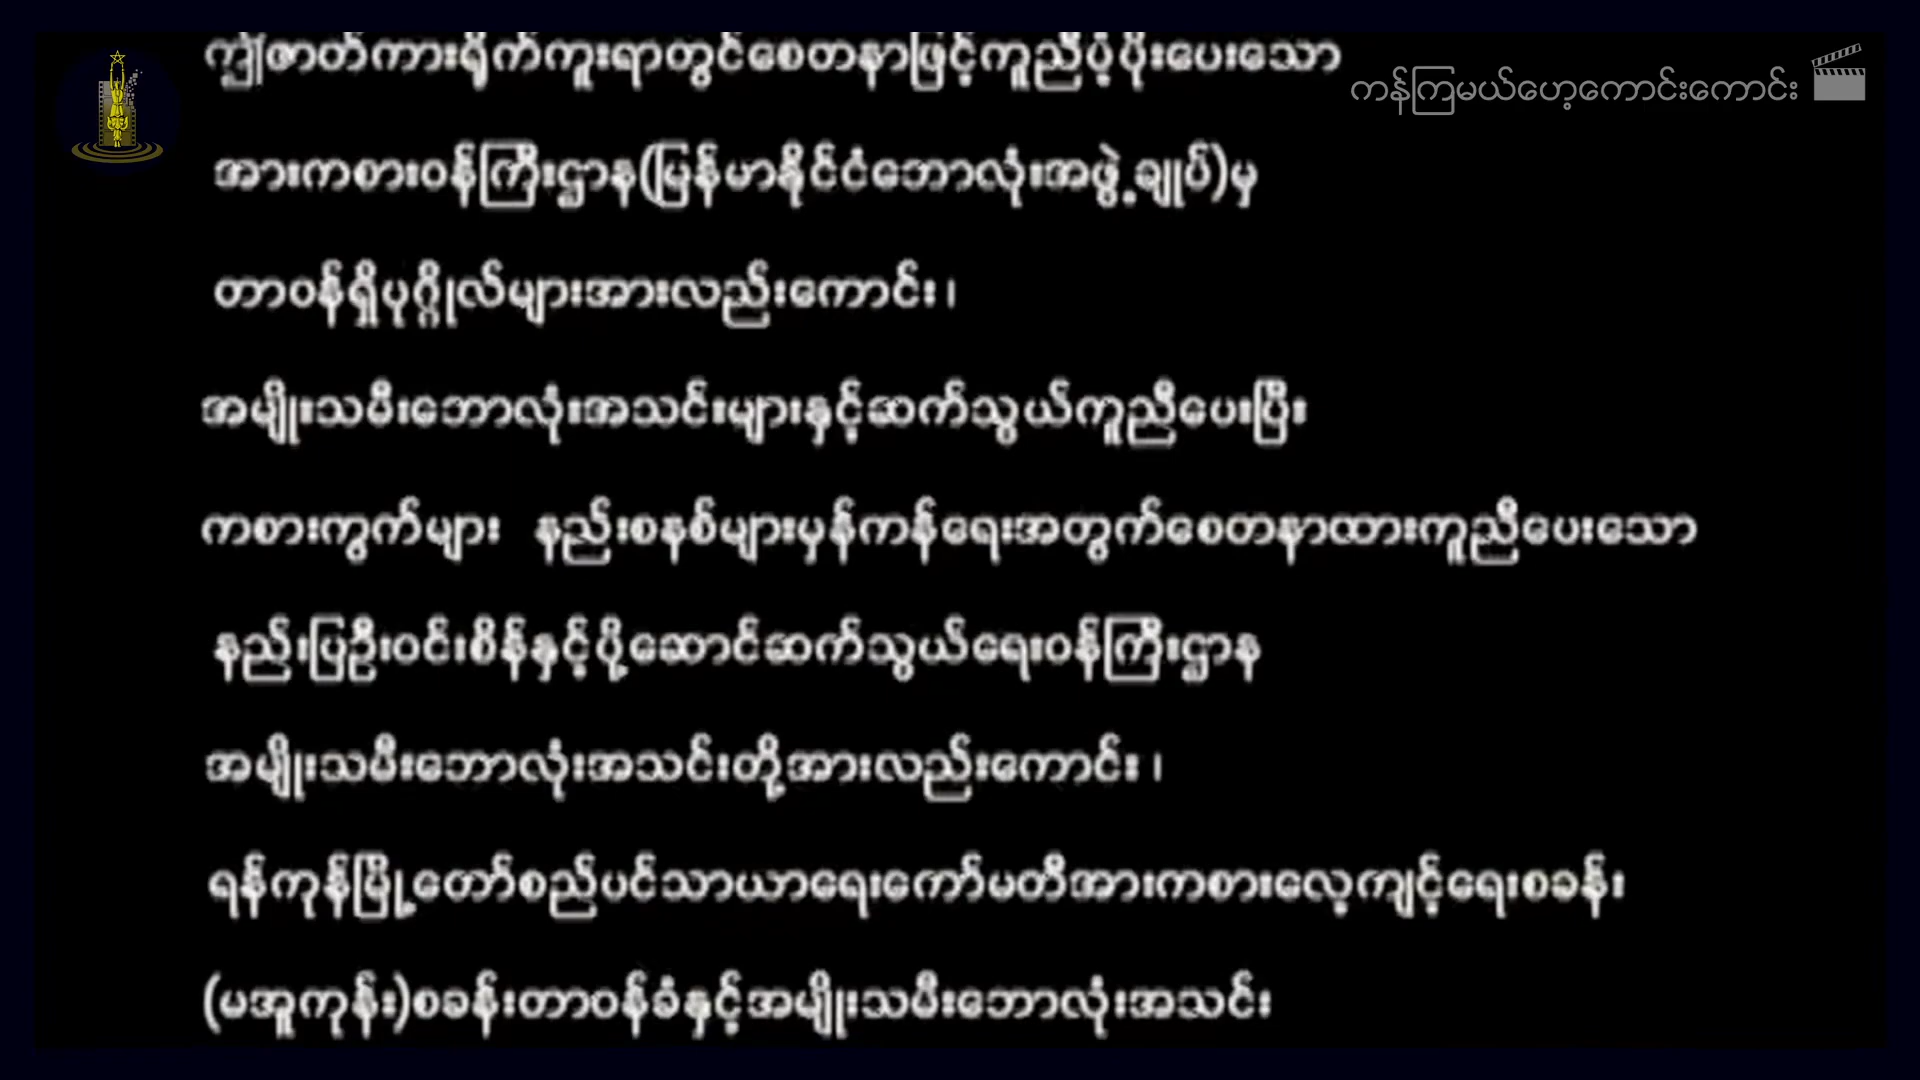 ဤဇာတ်ကားရိုက်ကူးရာတွင်စေတနာဖြင့်ကူညီပံ့ပိုးပေးသော
ကန်ကြမယ်ဟေ့ကောင်းကောင်း
အားကစားဝန်ကြီးဌာန(မြန်မာနိုင်ငံဘောလုံးအဖွဲ့ချုပ်)မှ
တာဝန်ရှိပုဂ္ဂိုလ်များအားလည်းကောင်း၊
အမျိုးသမီးဘောလုံးအသင်းများနှင့်ဆက်သွယ်ကူညီပေးပြီး
ကစားကွက်များ နည်းစနစ်များမှန်ကန်ရေးအတွက်စေတနာထားကူညီပေးသော
နည်းပြဦးဝင်းစိန်နှင့်ပို့ဆောင်ဆက်သွယ်ရေးဝန်ကြီးဌာန
အမျိုးသမီးဘောလုံးအသင်းတို့အားလည်းကောင်း၊
ရန်ကုန်မြို့တော်စည်ပင်သာယာရေးကော်မတီအားကစားလေ့ကျင့်ရေးစခန်း
(မအူကုန်း)စခန်းတာဝန်ခံနှင့်အမျိုးသမီးဘောလုံးအသင်း